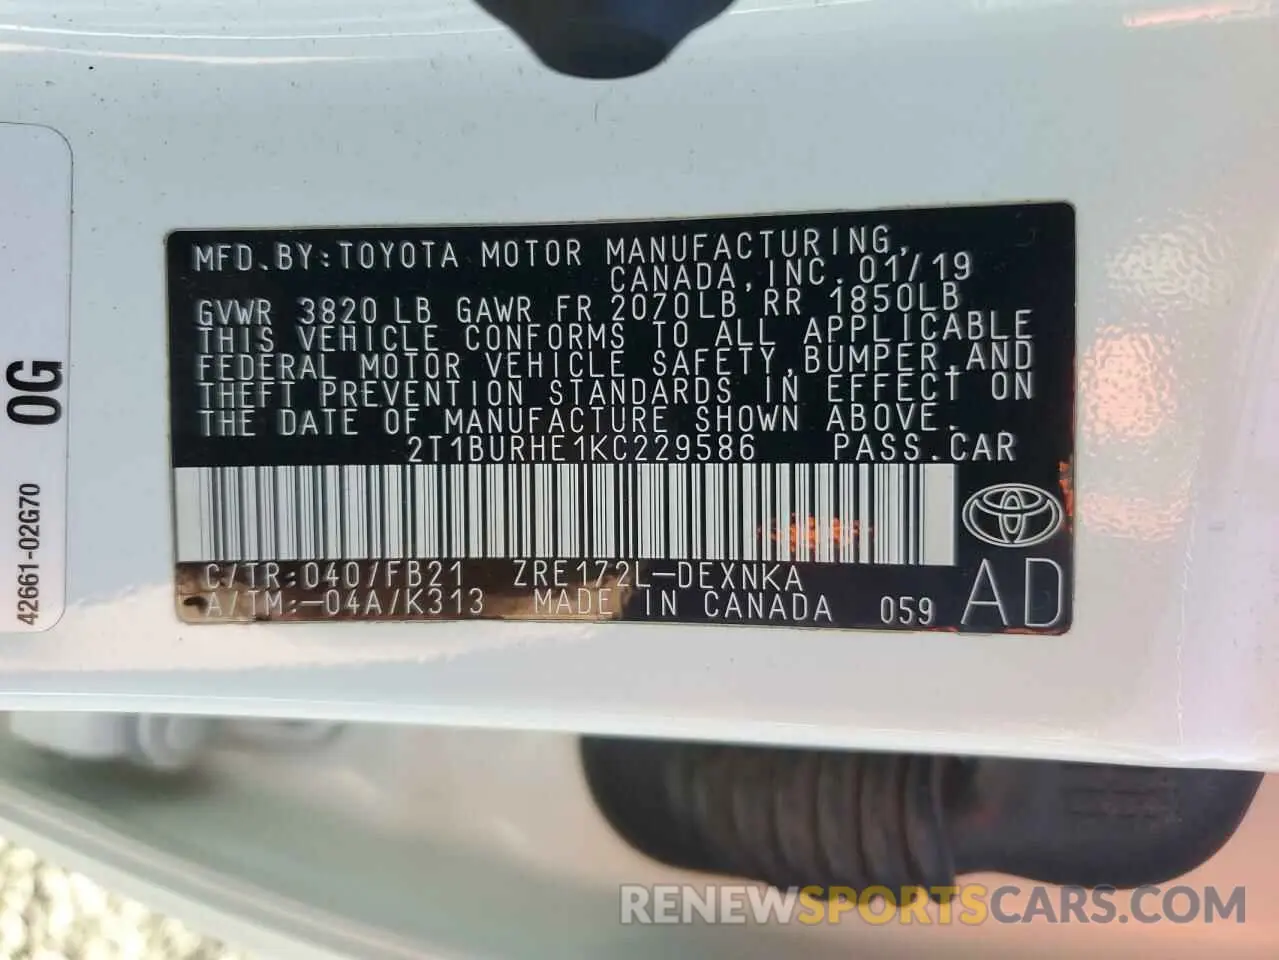 MFD.BY:TOYOTA MOTOR MANUFACTURING,
CANADA,INC.01/19
GVWR 3820 LB GAWR FR 2070LB RR 1850LB
THIS VEHICLE CONFORMS TO ALL APPLICABLE
FEDERAL MOTOR VEHICLE SAFETY,BUMPER,AND
THEFT PREVENTION STANDARDS IN EFFECT ON
THE DATE OF MANUFACTURE SHOWN ABOVE.
2T1BURHE1KC229586 PASS.CAR
C/TR:040/FB21 ZRE172L-DEXNKA
A/TM:-04A/K313 MADE IN CANADA 059 AD
42661-02G70 0G
RENEWSPORTSCARS.COM